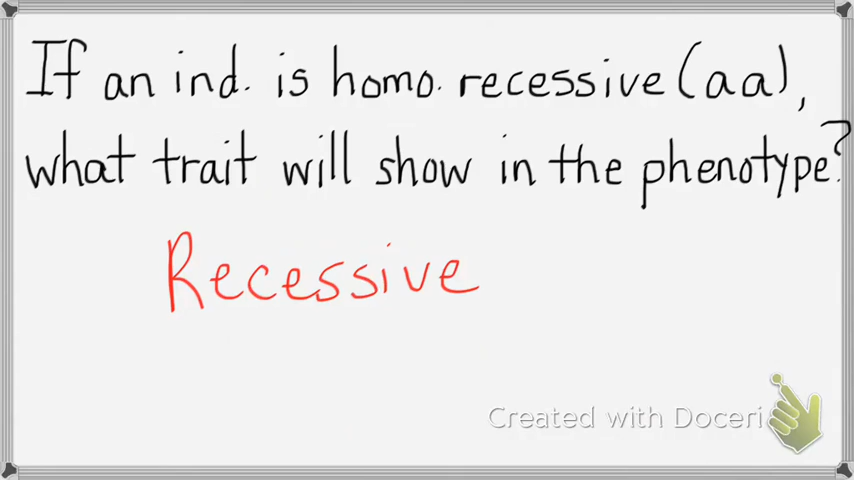 If an ind. is homo. recessive (aa),
what trait will show in the phenotype?
Recessive
Created with Doceri